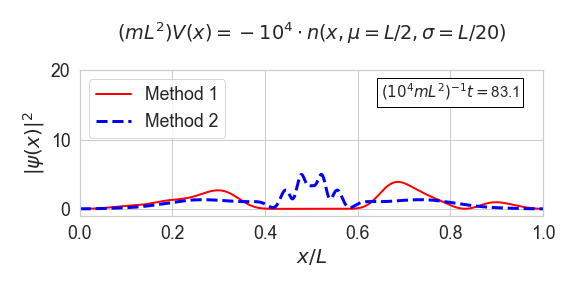 (mL²)V(x) = −10⁴ · n(x, μ = L/2, σ = L/20)
20
10
0
|ψ(x)|²
Method 1
Method 2
(10⁴mL²)⁻¹t = 83.1
0.0 0.2 0.4 0.6 0.8 1.0
x/L